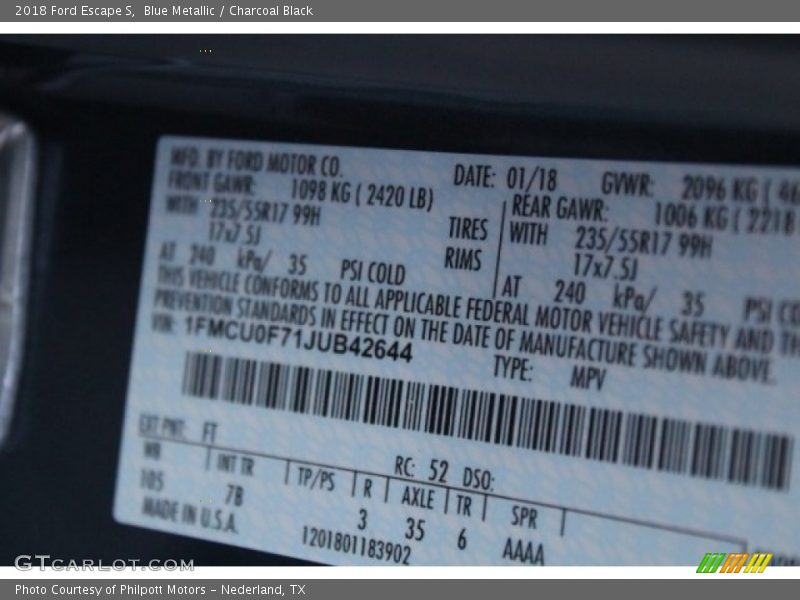 2018 Ford Escape S, Blue Metallic / Charcoal Black
MFD. BY FORD MOTOR CO. DATE: 01/18 GVWR: 2096 KG ( 46
FRONT GAWR: 1098 KG ( 2420 LB) REAR GAWR: 1006 KG ( 2218
WITH 235/55R17 99H TIRES WITH 235/55R17 99H
17x7.5J RIMS 17x7.5J
AT 240 kPa/ 35 PSI COLD AT 240 kPa/ 35 PSI CO
THIS VEHICLE CONFORMS TO ALL APPLICABLE FEDERAL MOTOR VEHICLE SAFETY AND TH
PREVENTION STANDARDS IN EFFECT ON THE DATE OF MANUFACTURE SHOWN ABOVE.
VIN: 1FMCU0F71JUB42644 TYPE: MPV
EXT PNT: FT RC: 52 DSO:
WB INT TR TP/PS R AXLE TR SPR
105 7B 3 35 6 AAAA
MADE IN U.S.A. 1201801183902
GTCARLOT.COM
Photo Courtesy of Philpott Motors - Nederland, TX